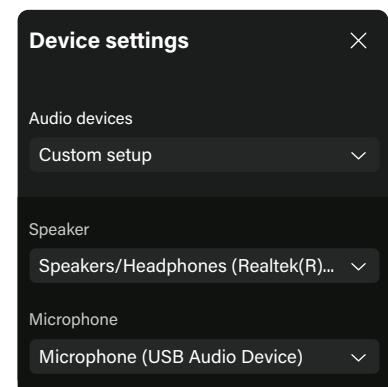 Device settings
Audio devices
Custom setup
Speaker
Speakers/Headphones (Realtek(R)...
Microphone
Microphone (USB Audio Device)